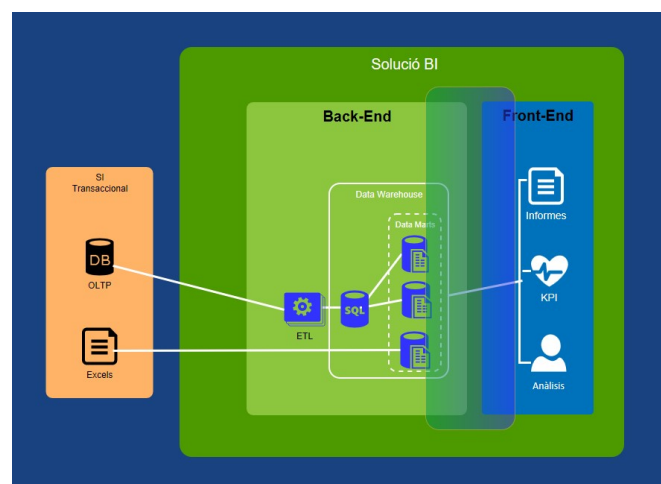 Solució BI
Back-End
Front-End
SI
Transaccional
Data Warehouse
Data Marts
Informes
DB
OLTP
SQL
KPI
ETL
Excels
Anàlisis